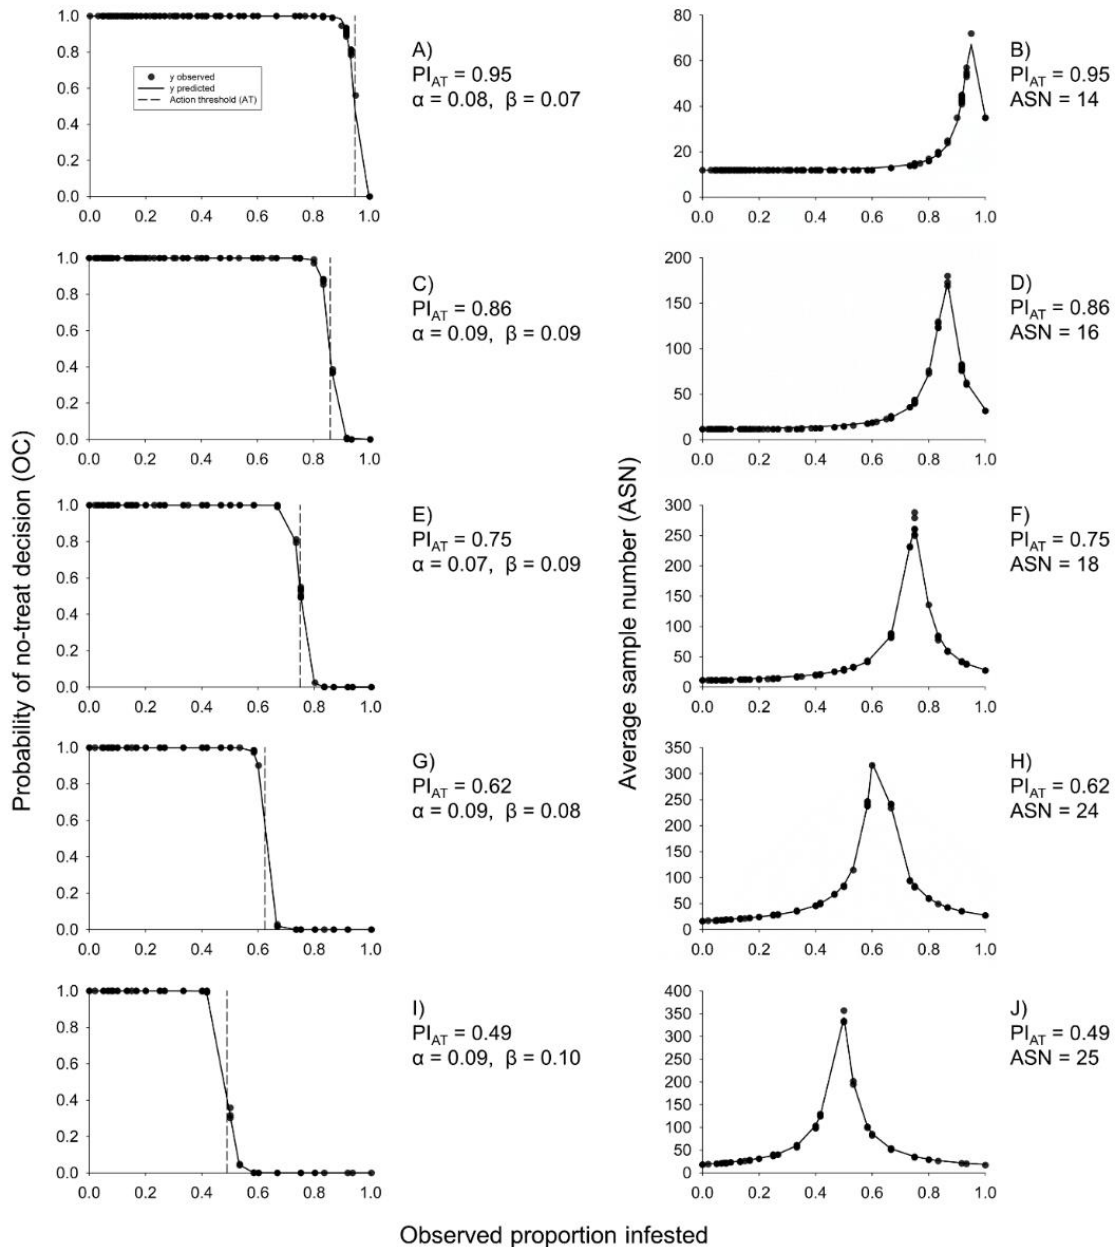 1.0
0.8
0.6
0.4
0.2
0.0
0.0 0.2 0.4 0.6 0.8 1.0
y observed
y predicted
Action threshold (AT)
A)
PIAT = 0.95
α = 0.08, β = 0.07
80
60
40
20
0
0.0 0.2 0.4 0.6 0.8 1.0
B)
PIAT = 0.95
ASN = 14
1.0
0.8
0.6
0.4
0.2
0.0
0.0 0.2 0.4 0.6 0.8 1.0
C)
PIAT = 0.86
α = 0.09, β = 0.09
200
150
100
50
0
0.0 0.2 0.4 0.6 0.8 1.0
D)
PIAT = 0.86
ASN = 16
Probability of no-treat decision (OC)
1.0
0.8
0.6
0.4
0.2
0.0
0.0 0.2 0.4 0.6 0.8 1.0
E)
PIAT = 0.75
α = 0.07, β = 0.09
Average sample number (ASN)
300
250
200
150
100
50
0
0.0 0.2 0.4 0.6 0.8 1.0
F)
PIAT = 0.75
ASN = 18
1.0
0.8
0.6
0.4
0.2
0.0
0.0 0.2 0.4 0.6 0.8 1.0
G)
PIAT = 0.62
α = 0.09, β = 0.08
350
300
250
200
150
100
50
0
0.0 0.2 0.4 0.6 0.8 1.0
H)
PIAT = 0.62
ASN = 24
1.0
0.8
0.6
0.4
0.2
0.0
0.0 0.2 0.4 0.6 0.8 1.0
I)
PIAT = 0.49
α = 0.09, β = 0.10
400
350
300
250
200
150
100
50
0
0.0 0.2 0.4 0.6 0.8 1.0
J)
PIAT = 0.49
ASN = 25
Observed proportion infested